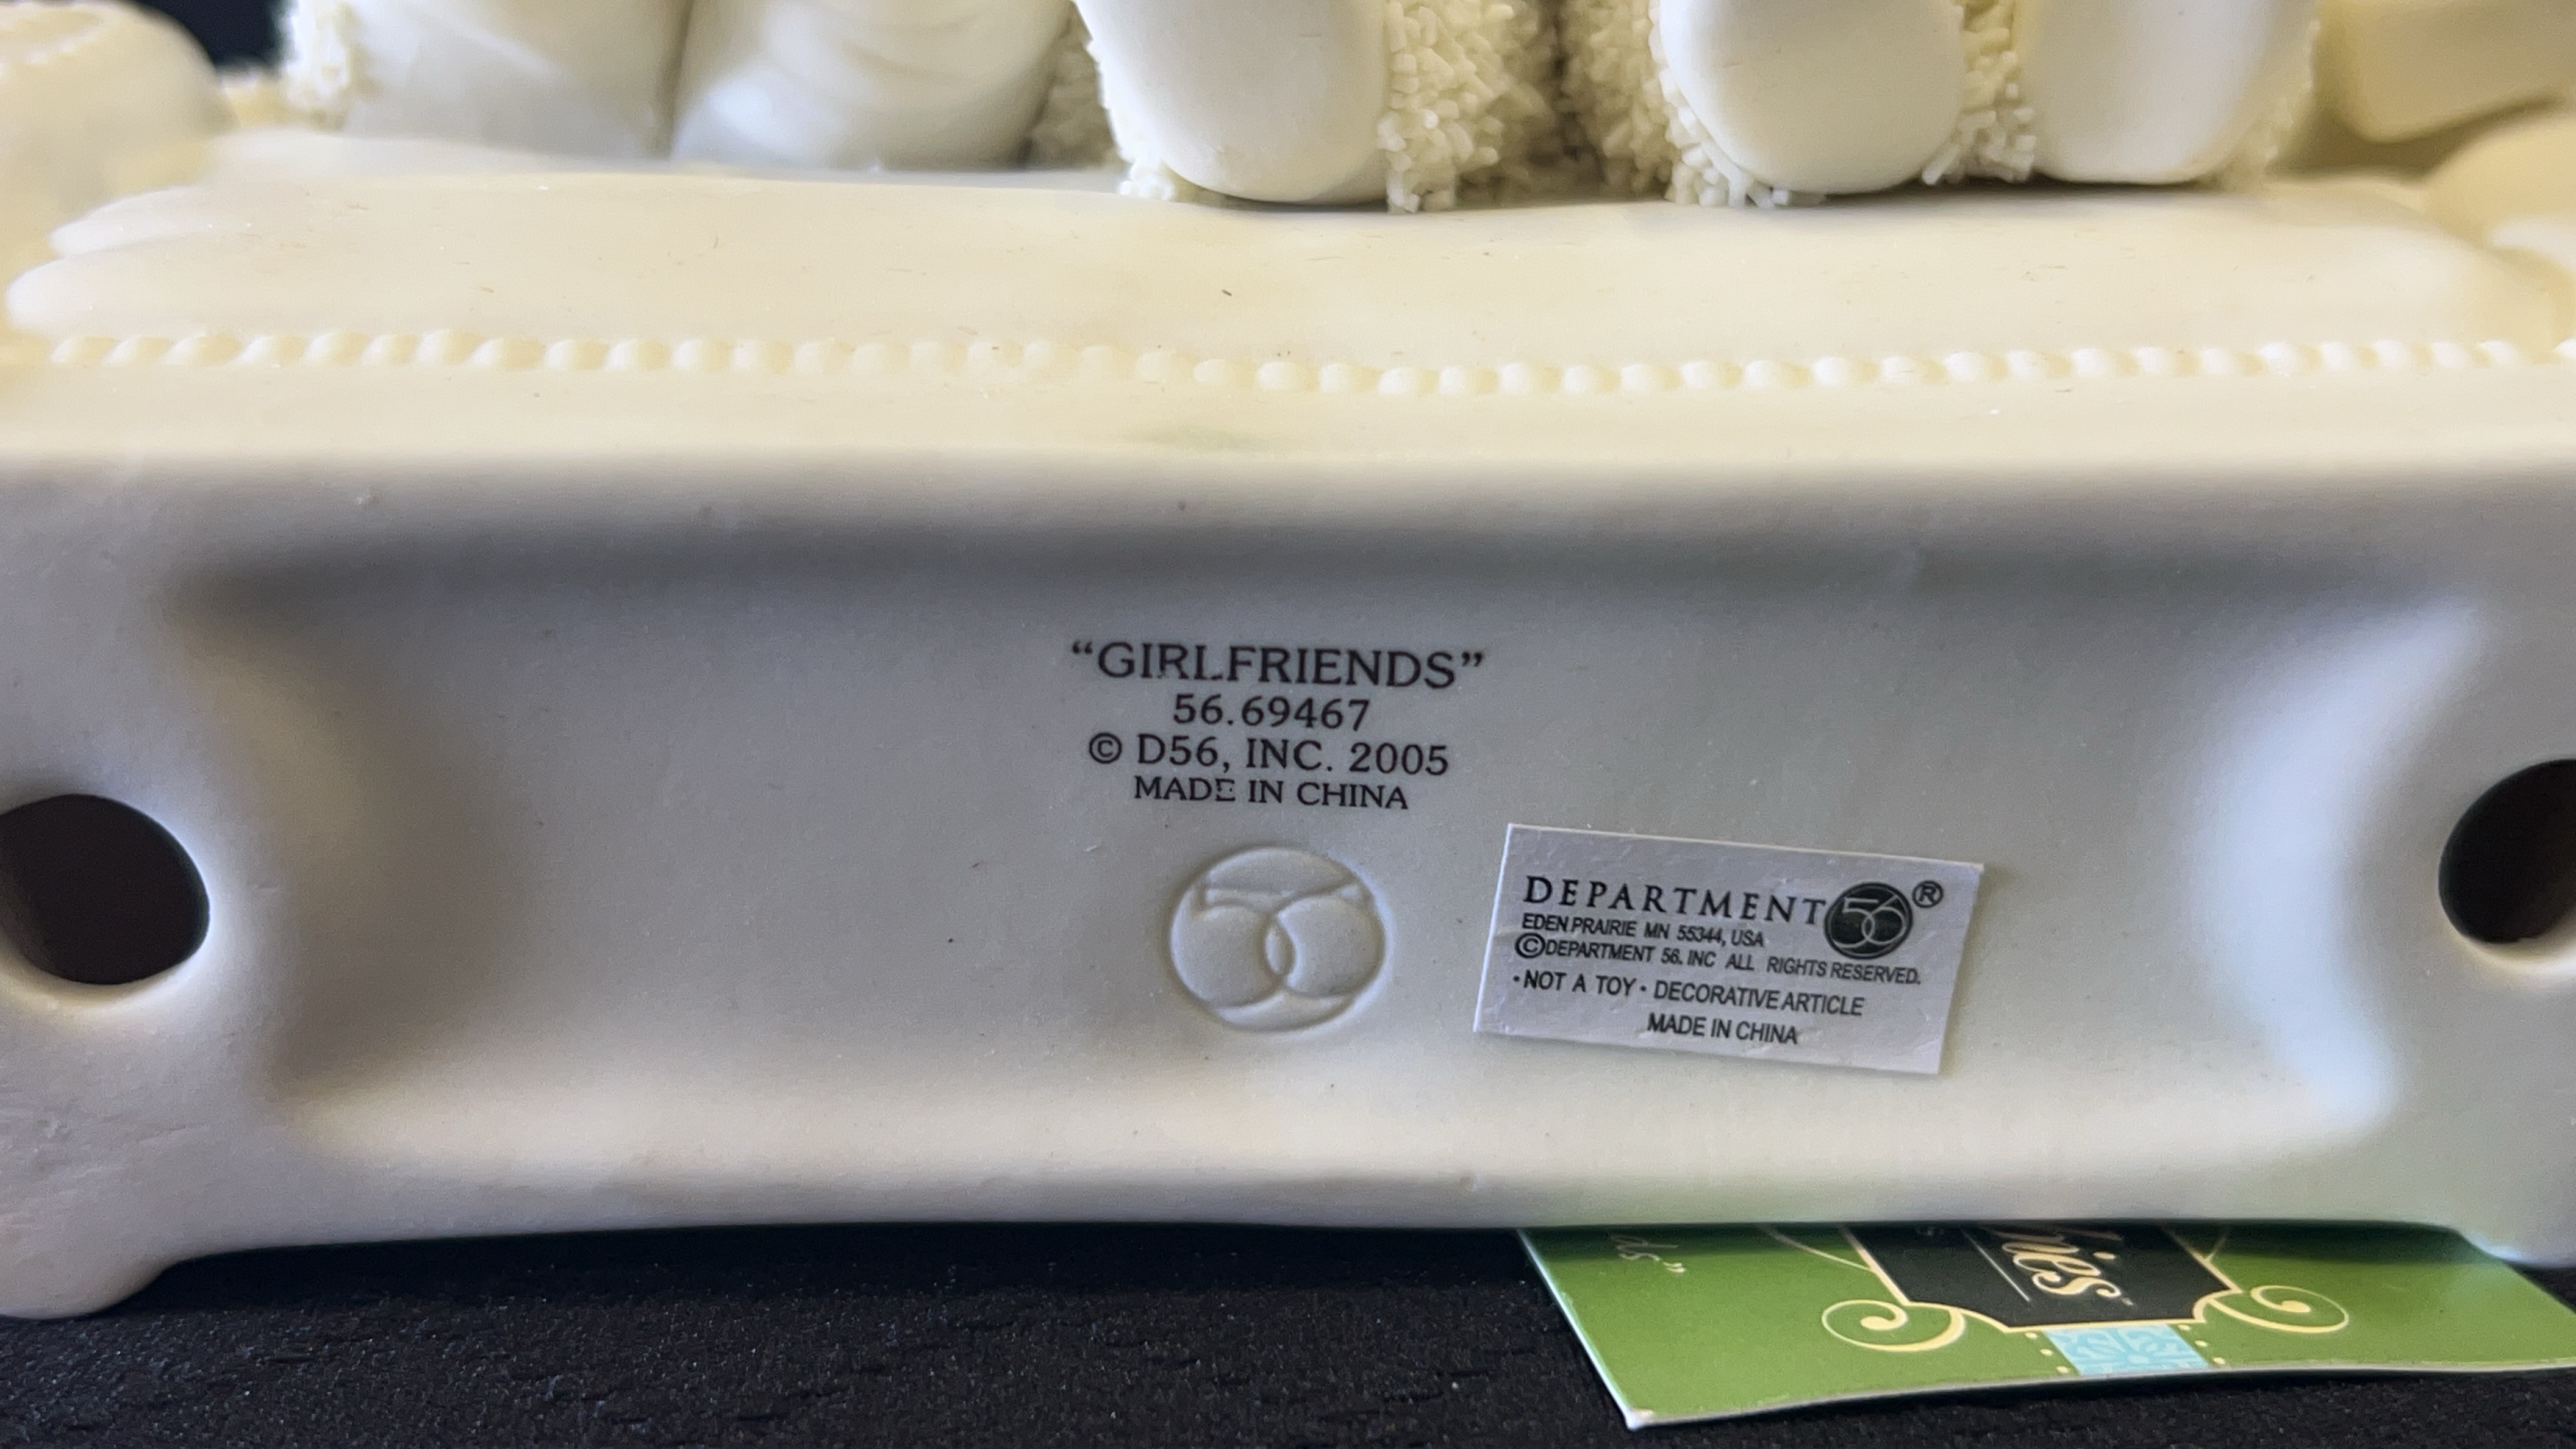 “GIRLFRIENDS”
56.69467
© D56, INC. 2005
MADE IN CHINA
56
DEPARTMENT 56 ®
EDEN PRAIRIE MN 55344, USA
©DEPARTMENT 56. INC ALL RIGHTS RESERVED.
•NOT A TOY• DECORATIVE ARTICLE
MADE IN CHINA
ds”